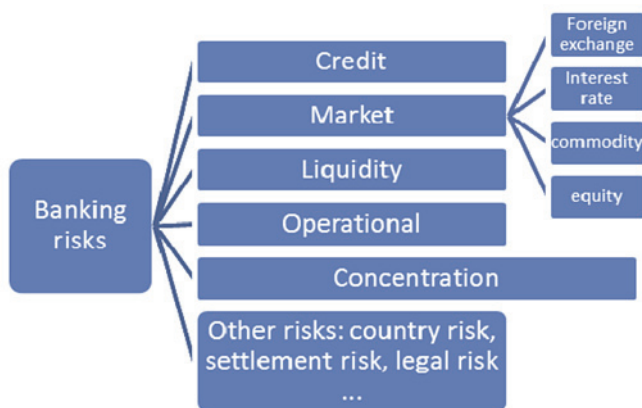 Banking
risks
Credit
Market
Liquidity
Operational
Concentration
Other risks: country risk,
settlement risk, legal risk
...
Foreign
exchange
Interest
rate
commodity
equity